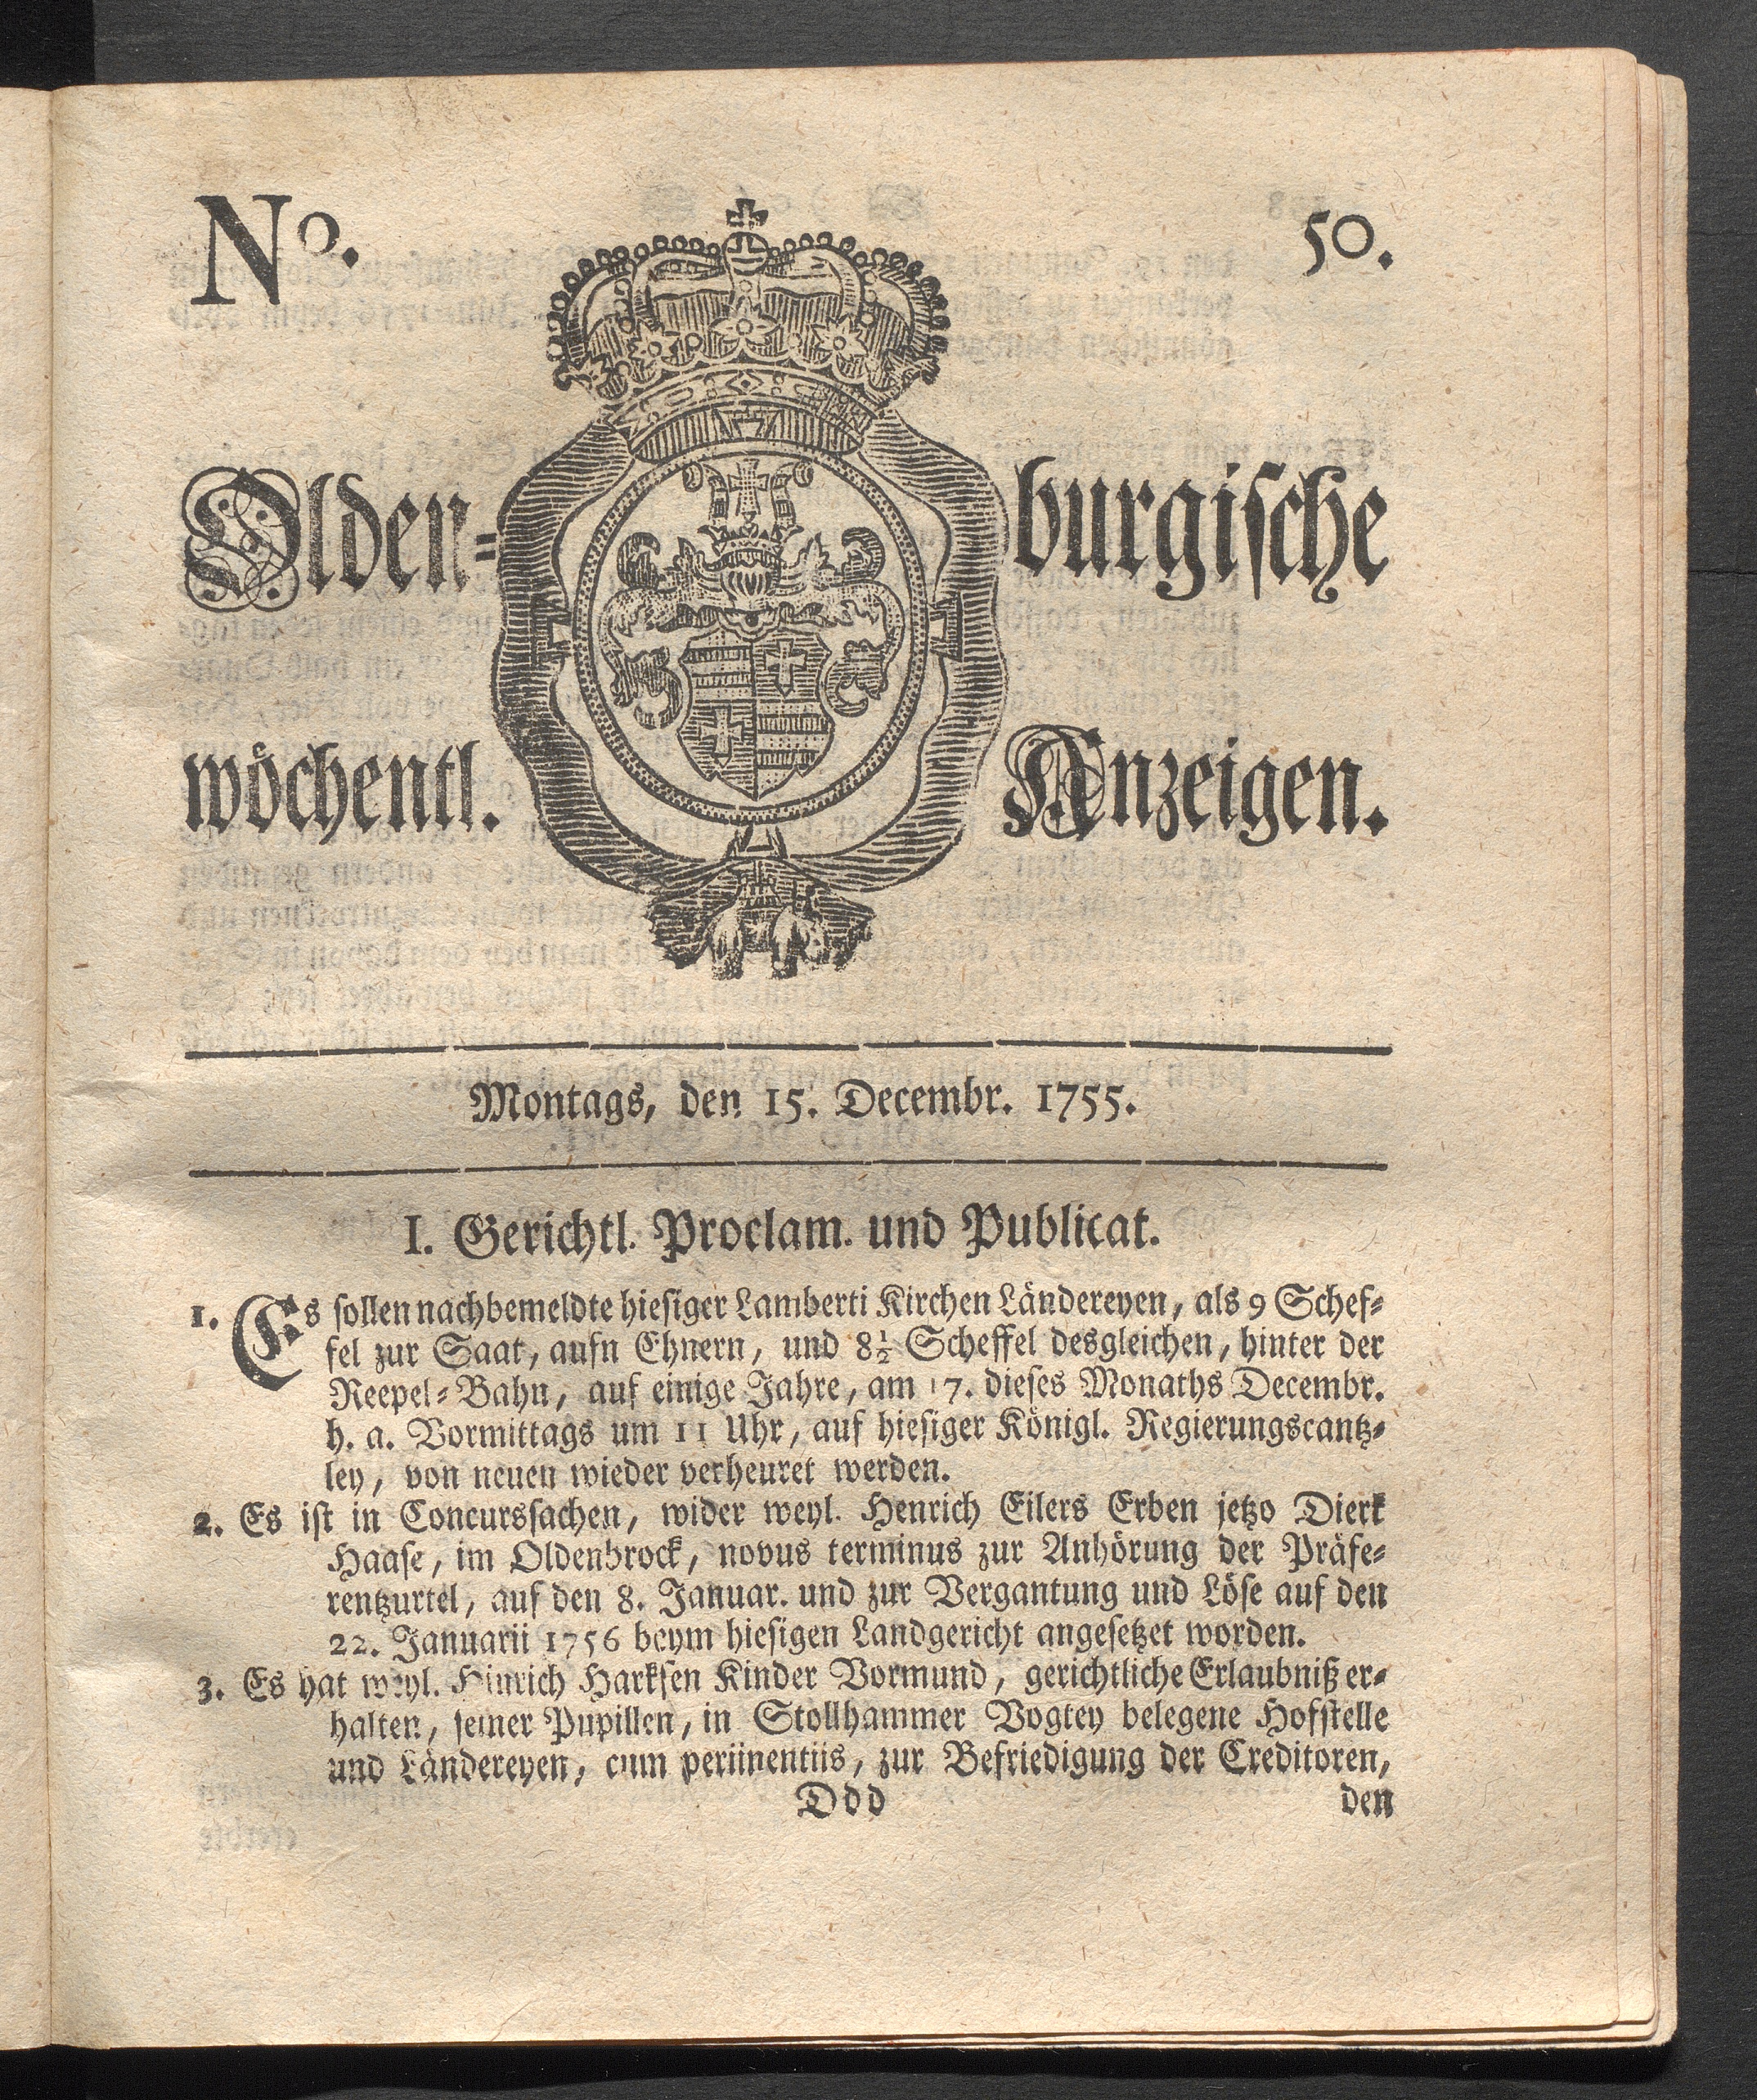 No. 50.
Olden= burgische
wöchentl. Anzeigen.
Montags, den 15. Decembr. 1755.
I. Gerichtl. Proclam. und Publicat.
1. Es sollen nachbemeldte hiesiger Lamberti Kirchen Ländereyen, als 9 Schef=
fel zur Saat, aufn Ehnern, und 8½ Scheffel desgleichen, hinter der
Reepel=Bahn, auf einige Jahre, am 17. dieses Monaths Decembr.
h. a. Vormittags um 11 Uhr, auf hiesiger Königl. Regierungscantz=
ley, von neuen wieder verheuret werden.
2. Es ist in Concurssachen, wider weyl. Henrich Eilers Erben jetzo Dierk
Haase, im Oldenbrock, novus terminus zur Anhörung der Präfe=
rentzurtel, auf den 8. Januar. und zur Vergantung und Löse auf den
22. Januarii 1756 beym hiesigen Landgericht angesetzet worden.
3. Es hat weyl. Hinrich Harksen Kinder Vormund, gerichtliche Erlaubniß er=
halten, seiner Pupillen, in Stollhammer Vogtey belegene Hofstelle
und Ländereyen, cum pertinentiis, zur Befriedigung der Creditoren,
Ddd den